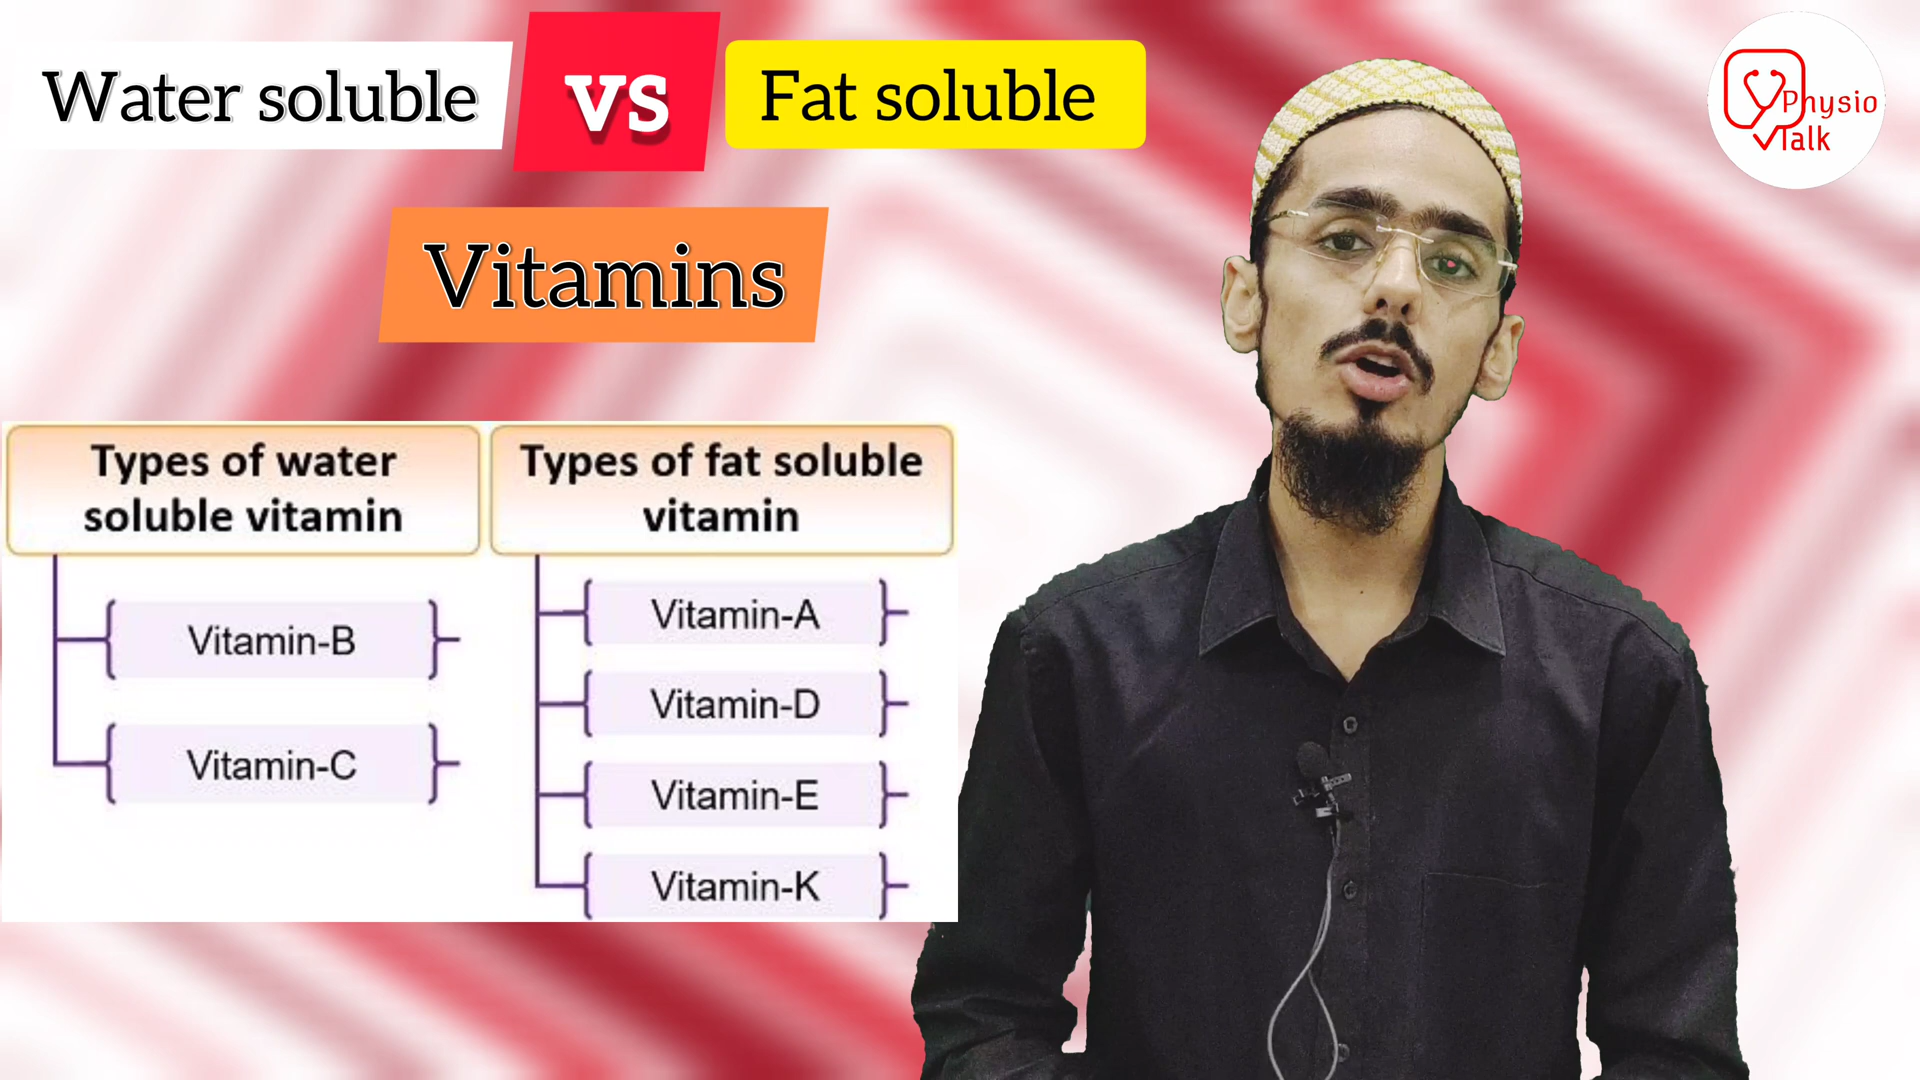 Water soluble
vs
Fat soluble
Physio
Talk
Vitamins
Types of water
soluble vitamin
Vitamin-B
Vitamin-C
Types of fat soluble
vitamin
Vitamin-A
Vitamin-D
Vitamin-E
Vitamin-K